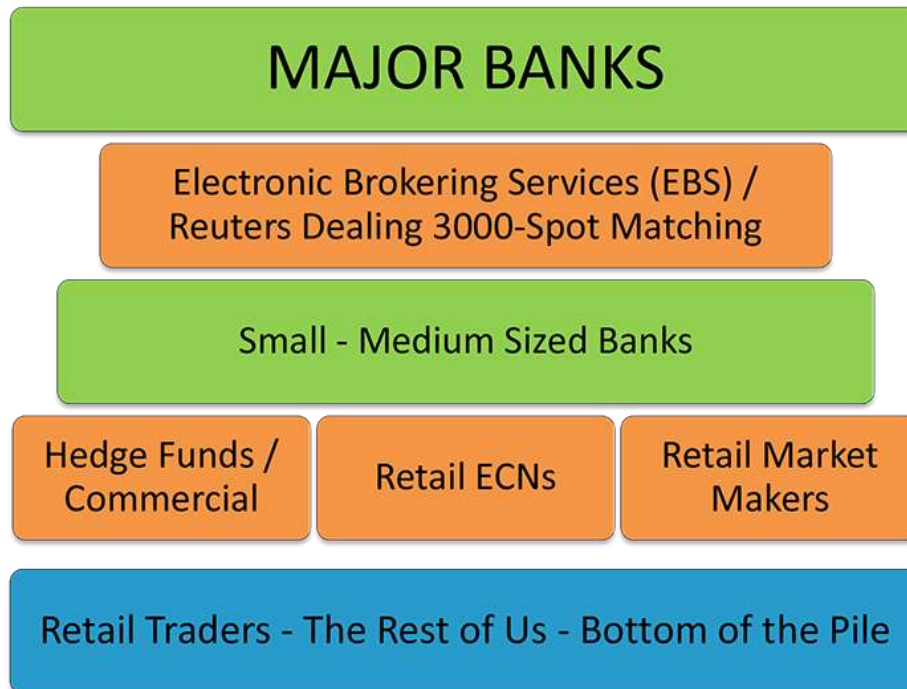 MAJOR BANKS
Electronic Brokering Services (EBS) /
Reuters Dealing 3000-Spot Matching
Small - Medium Sized Banks
Hedge Funds /
Commercial
Retail ECNs
Retail Market
Makers
Retail Traders - The Rest of Us - Bottom of the Pile